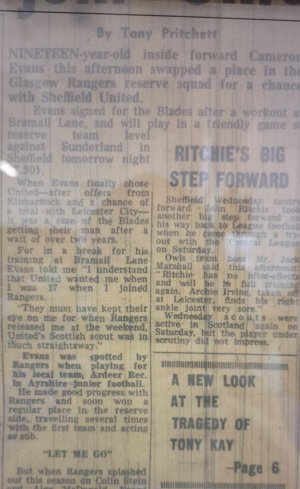 By Tony Pritchett
NINETEEN-year-old inside forward Cameron
Evans this afternoon swapped a place in the
Glasgow Rangers reserve squad for a chance
with Sheffield United.
Evans signed for the Blades after a workout a
Bramall Lane, and will play in a friendly game a
reserve team level
against Sunderland in
Sheffield tomorrow night
30).
When Evans finally chose
United—after offers from
Kilmarnock and a chance of
a trial with Leicester City—
it was a case of the Blades
getting their man after a
wait of over two years.
For in a break for his
training at Bramall Lane
Evans told me "I understand
that United wanted me when
I was 17 when I joined
Rangers.
"They must have kept their
eye on me for when Rangers
released me at the weekend,
United's Scottish scout was in
touch straightaway."
Evans was spotted by
Rangers when playing for
his local team, Ardeer Rec.
in Ayrshire junior football.
He made good progress with
Rangers and soon won a
regular place in the reserve
side, travelling several times
with the first team and acting
as sub.
"LET ME GO"
But when Rangers splashed
out this season on Colin Stein
RITCHIE'S BIG
STEP FORWARD
Sheffield Wednesday centre
forward John Ritchie took
another big step forward on
his way back to League football
when he came through a try
out with the Central League
on Saturday.
Owls team boss Mr. Jac
Marshall said this afternoon
"Ritchie has no after-effects
and will be in full training
again. Archie Irvine, taken of
at Leicester, finds his right
ankle joint very sore."
Wednesday scouts were
active in Scotland again on
Saturday, but the player under
scrutiny did not impress.
A NEW LOOK
AT THE
TRAGEDY OF
TONY KAY
—Page 6